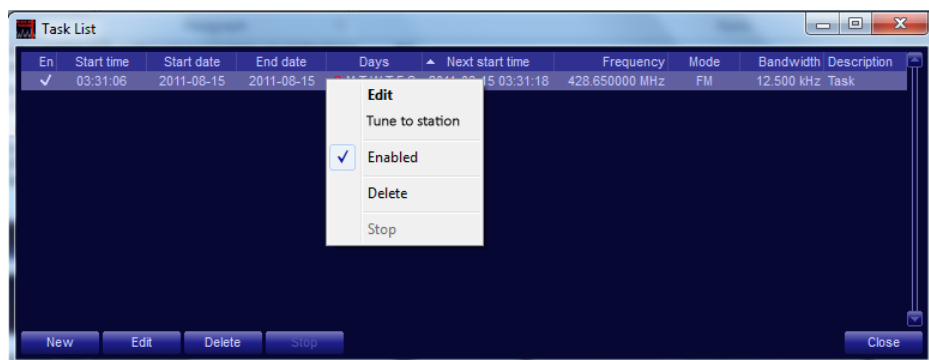 Task List
En Start time Start date End date Days Next start time Frequency Mode Bandwidth Description
03:31:06 2011-08-15 2011-08-15 5 03:31:18 428.650000 MHz FM 12.500 kHz Task
Edit
Tune to station
Enabled
Delete
Stop
New Edit Delete Stop Close